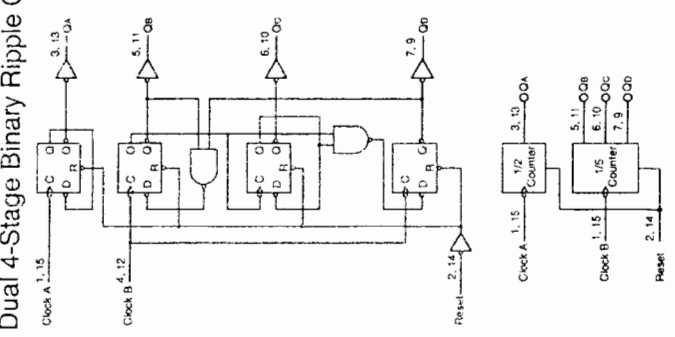 Dual 4-Stage Binary Ripple C
Clock A 1, 15
C Q
D Q
R
3, 13 QA
Clock B 4, 12
C Q
D Q
R
5, 11 QB
C Q
D Q
R
6, 10 QC
C
D Q
R
7, 9 QD
Reset 2, 14
Clock A 1, 15
1/2
Counter
3, 13 QA
Clock B 1, 15
1/5
Counter
5, 11 QB
6, 10 QC
7, 9 QD
Reset 2, 14